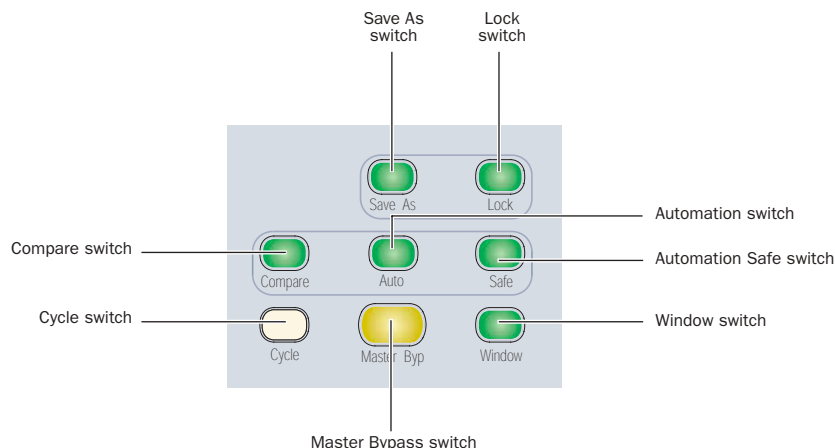 Save As
switch
Lock
switch
Save As
Lock
Automation switch
Compare switch
Automation Safe switch
Compare
Auto
Safe
Cycle switch
Window switch
Cycle
Master Byp
Window
Master Bypass switch